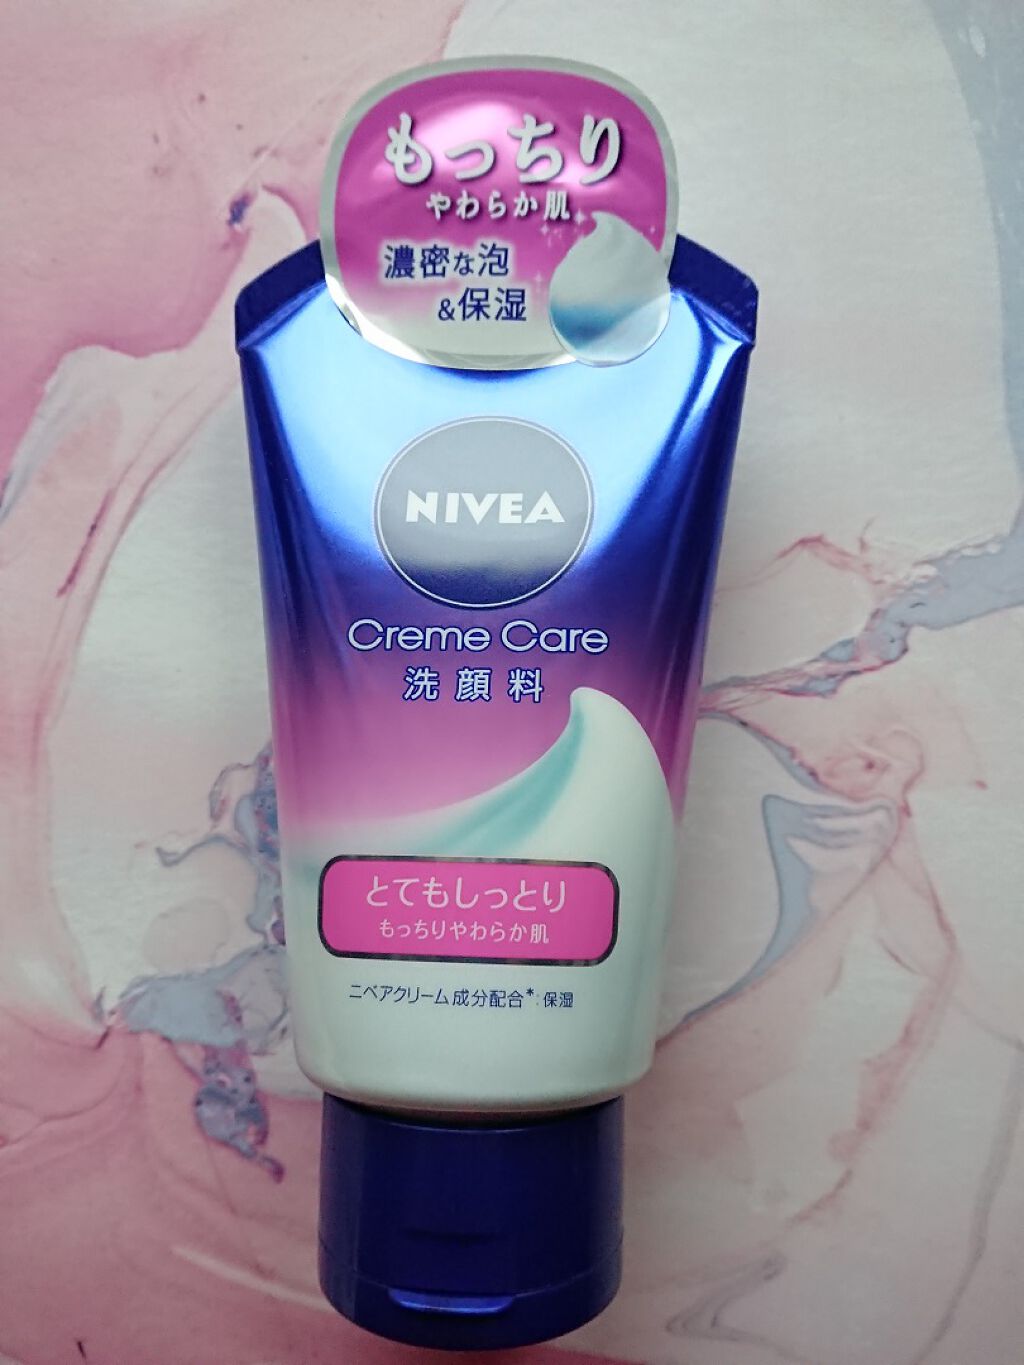 もっちり
やわらか肌
濃密な泡
&保湿
NIVEA
Creme Care
洗顔料
とてもしっとり
もっちりやわらか肌
ニベアクリーム成分配合*:保湿